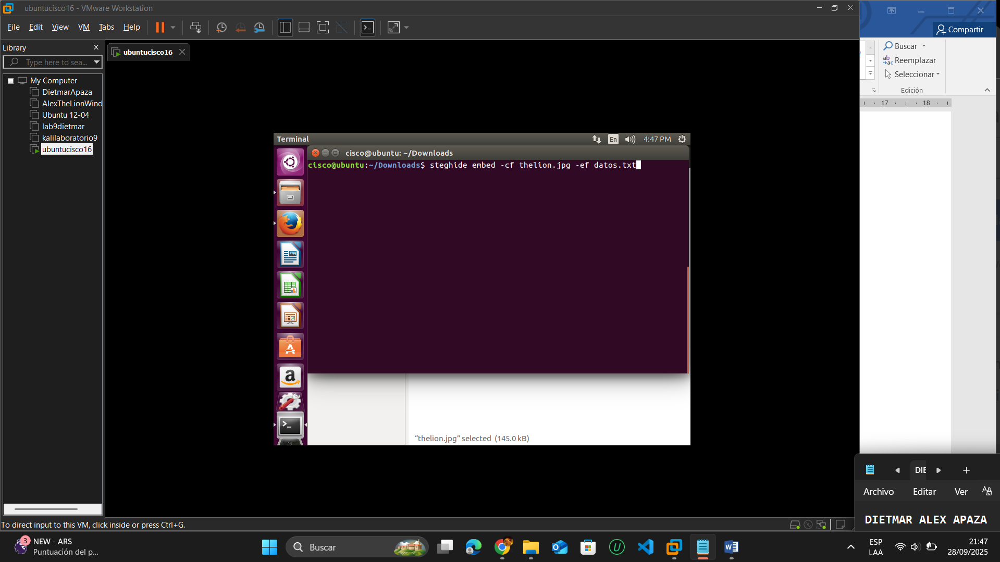 ubuntucisco16 - VMware Workstation
File Edit View VM Tabs Help
Library
Type here to sea...
My Computer
DietmarApaza
AlexTheLionWind
Ubuntu 12-04
lab9dietmar
kalilaboratorio9
ubuntucisco16
ubuntucisco16
Terminal
En
4:47 PM
cisco@ubuntu: ~/Downloads
cisco@ubuntu:~/Downloads$ steghide embed -cf thelion.jpg -ef datos.txt
"thelion.jpg" selected (145.0 kB)
Compartir
Buscar
Reemplazar
Seleccionar
Edición
17 18
DIE
Archivo Editar Ver
DIETMAR ALEX APAZA
To direct input to this VM, click inside or press Ctrl+G.
3
NEW - ARS
Puntuación del p...
Buscar
ESP
LAA
21:47
28/09/2025